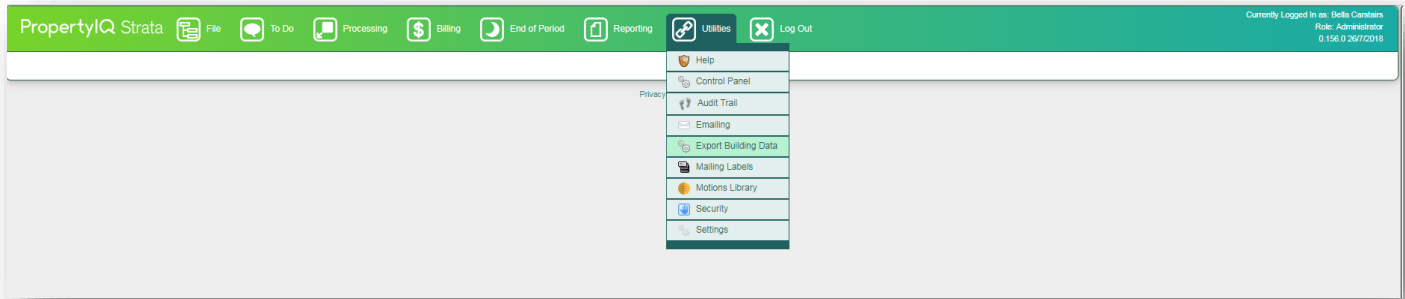 PropertyIQ Strata File To Do Processing Billing End of Period Reporting Utilities Log Out
Currently Logged In as: Bella Carstairs
Role: Administrator
0.156.0 26/7/2018
Help
Control Panel
Privacy
Audit Trail
Emailing
Export Building Data
Mailing Labels
Motions Library
Security
Settings